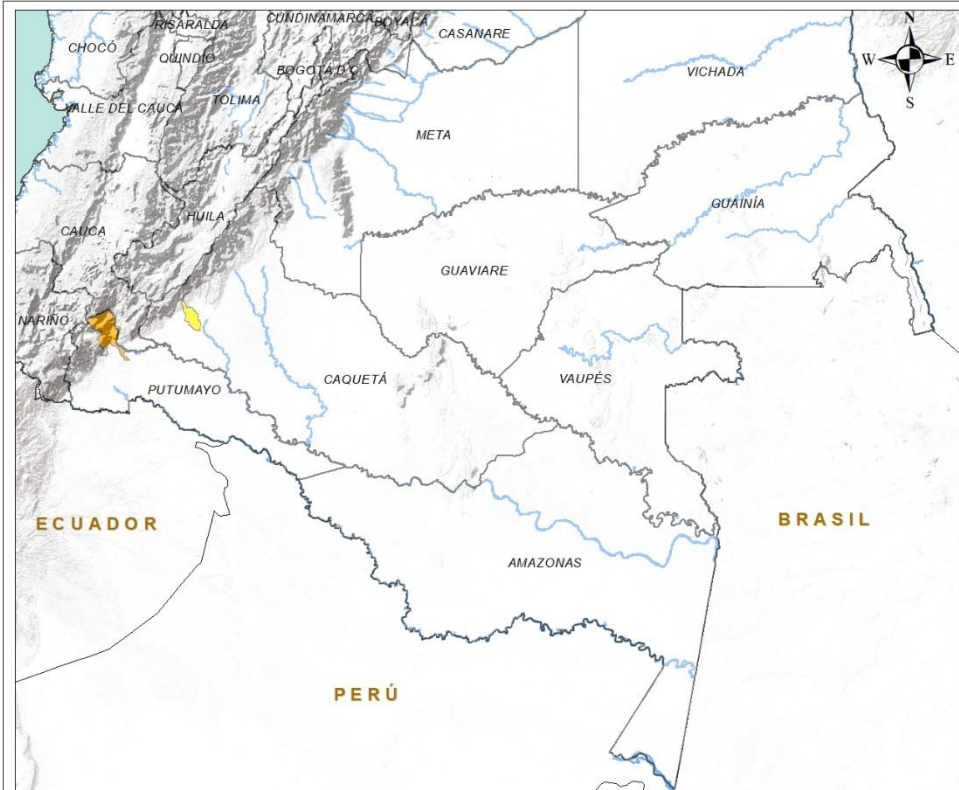 CUNDINAMARCA
BOYACÁ
RISARALDA
CASANARE
N
CHOCÓ
QUINDÍO
W
E
BOGOTÁ D.C.
VICHADA
S
TOLIMA
VALLE DEL CAUCA
META
GUAINÍA
HUILA
CAUCA
GUAVIARE
NARIÑO
CAQUETÁ
VAUPÉS
PUTUMAYO
ECUADOR
BRASIL
AMAZONAS
PERÚ